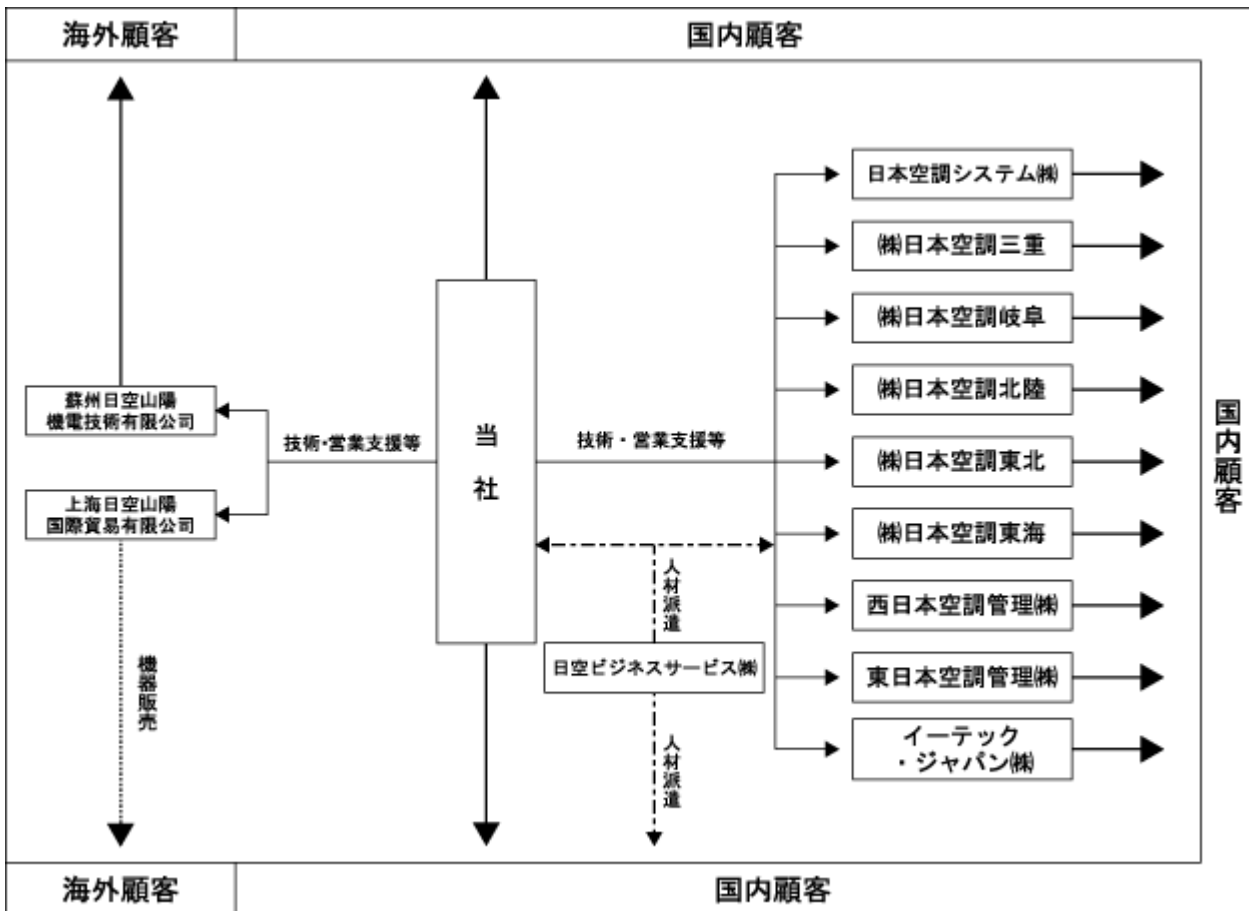 海外顧客
国内顧客
日本空調システム㈱
㈱日本空調三重
㈱日本空調岐阜
㈱日本空調北陸
㈱日本空調東北
㈱日本空調東海
西日本空調管理㈱
東日本空調管理㈱
イーテック
・ジャパン㈱
国内顧客
蘇州日空山陽
機電技術有限公司
上海日空山陽
国際貿易有限公司
技術・営業支援等
当社
技術・営業支援等
人材派遣
日空ビジネスサービス㈱
人材派遣
機器販売
海外顧客
国内顧客